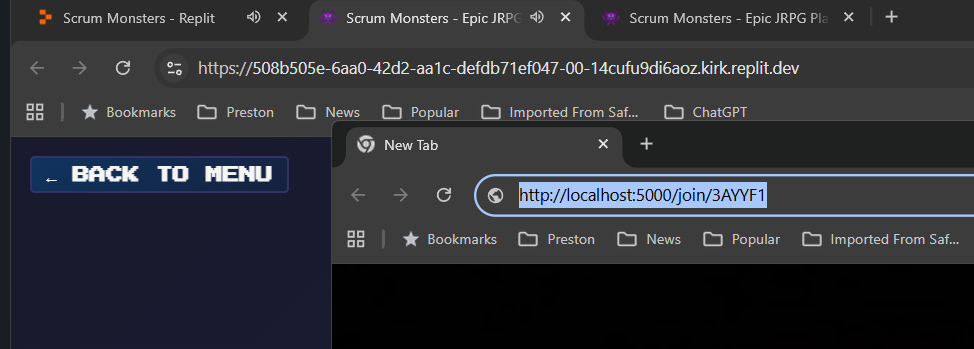 Scrum Monsters - Replit
Scrum Monsters - Epic JRPG
Scrum Monsters - Epic JRPG Pla
https://508b505e-6aa0-42d2-aa1c-defdb71ef047-00-14cufu9di6aoz.kirk.replit.dev
Bookmarks Preston News Popular Imported From Saf... ChatGPT
← BACK TO MENU
New Tab
http://localhost:5000/join/3AYYF1
Bookmarks Preston News Popular Imported From Saf...